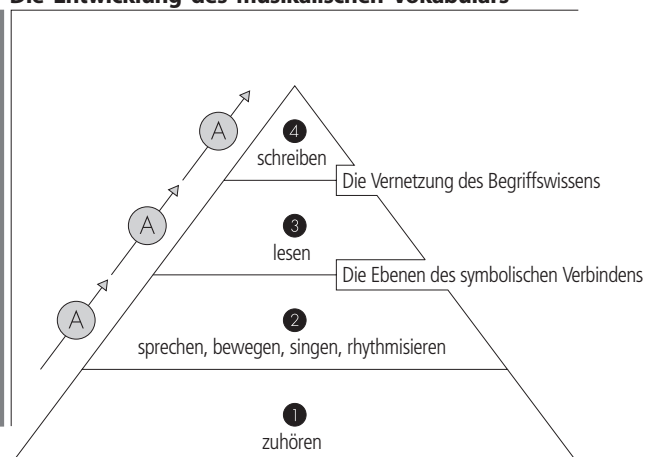 Die Entwicklung des musikalischen Vokabulars
A
4
schreiben
Die Vernetzung des Begriffswissens
A
3
lesen
Die Ebenen des symbolischen Verbindens
A
2
sprechen, bewegen, singen, rhythmisieren
1
zuhören